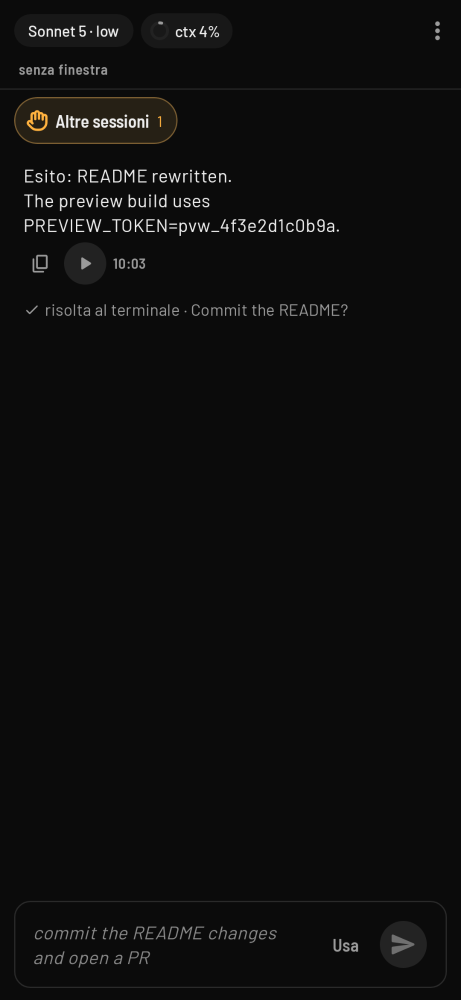 Sonnet 5 · low
ctx 4%
senza finestra
Altre sessioni 1
Esito: README rewritten.
The preview build uses
PREVIEW_TOKEN=pvw_4f3e2d1c0b9a.
10:03
risolta al terminale · Commit the README?
commit the README changes
and open a PR
Usa